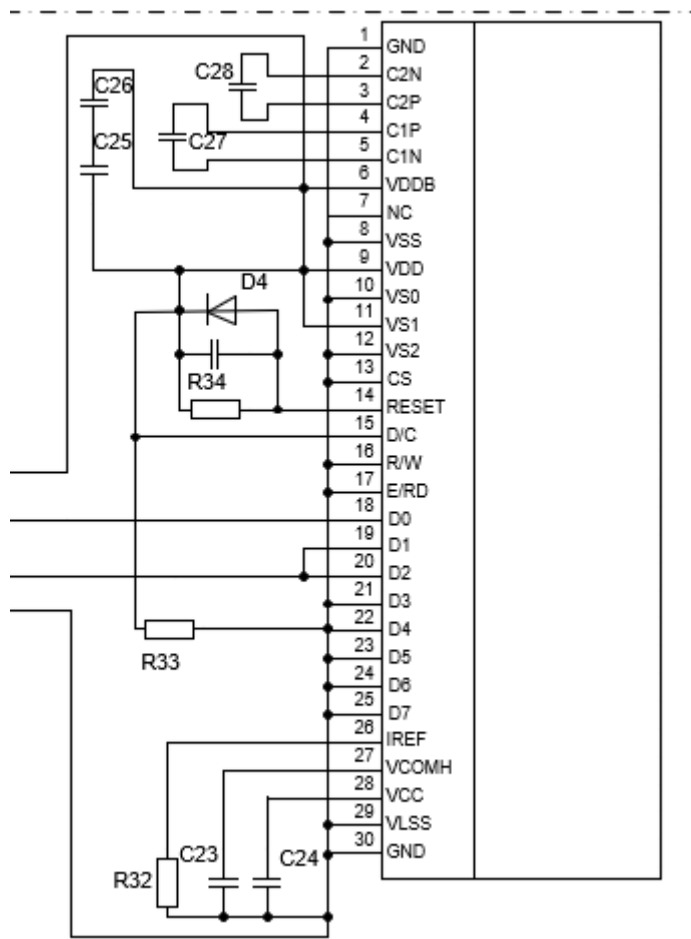 1
GND
2
C2N
C28
3
C2P
C26
4
C1P
C25
C27
5
C1N
6
VDDB
7
NC
8
VSS
9
VDD
D4
10
VS0
11
VS1
12
VS2
13
CS
R34
14
RESET
15
D/C
16
R/W
17
E/RD
18
D0
19
D1
20
D2
21
D3
22
D4
R33
23
D5
24
D6
25
D7
26
IREF
27
VCOMH
28
VCC
29
VLSS
30
GND
C23
C24
R32